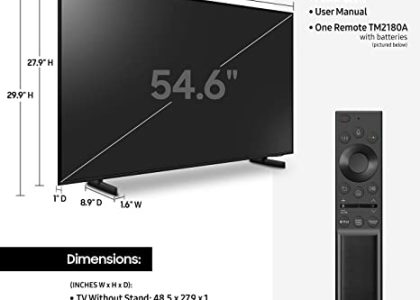 • User Manual
• One Remote TM2180A
with batteries
(pictured below)
27.9" H
29.9" H
54.6"
1" D
8.9" D
1.6" W
Dimensions:
(INCHES W x H x D):
• TV Without Stand: 48.5 x 27.9 x 1